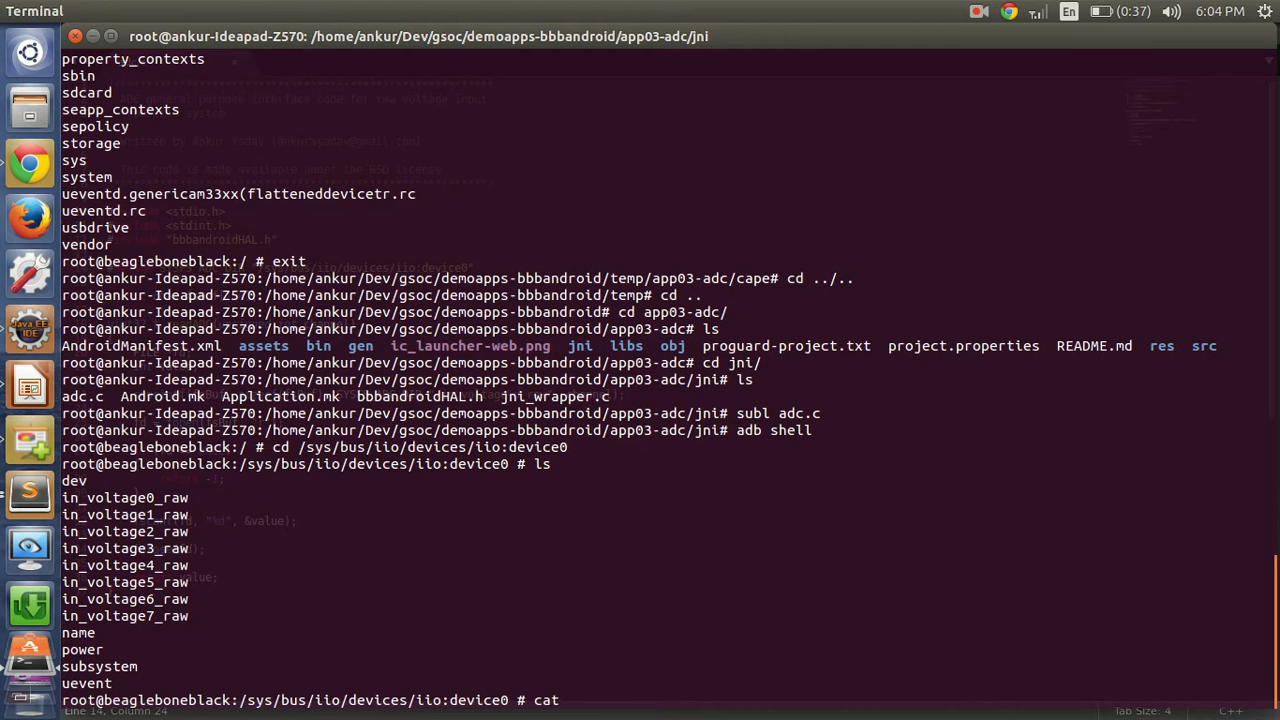 Terminal
En
(0:37)
6:04 PM
root@ankur-Ideapad-Z570: /home/ankur/Dev/gsoc/demoapps-bbbandroid/app03-adc/jni
property_contexts
sbin
sdcard
seapp_contexts
sepolicy
storage
sys
system
ueventd.genericam33xx(flatteneddevicetr.rc
ueventd.rc
usbdrive
vendor
root@beagleboneblack:/ # exit
root@ankur-Ideapad-Z570:/home/ankur/Dev/gsoc/demoapps-bbbandroid/temp/app03-adc/cape# cd ../..
root@ankur-Ideapad-Z570:/home/ankur/Dev/gsoc/demoapps-bbbandroid/temp# cd ..
root@ankur-Ideapad-Z570:/home/ankur/Dev/gsoc/demoapps-bbbandroid# cd app03-adc/
root@ankur-Ideapad-Z570:/home/ankur/Dev/gsoc/demoapps-bbbandroid/app03-adc# ls
AndroidManifest.xml assets bin gen ic_launcher-web.png jni libs obj proguard-project.txt project.properties README.md res src
root@ankur-Ideapad-Z570:/home/ankur/Dev/gsoc/demoapps-bbbandroid/app03-adc# cd jni/
root@ankur-Ideapad-Z570:/home/ankur/Dev/gsoc/demoapps-bbbandroid/app03-adc/jni# ls
adc.c Android.mk Application.mk bbbandroidHAL.h jni_wrapper.c
root@ankur-Ideapad-Z570:/home/ankur/Dev/gsoc/demoapps-bbbandroid/app03-adc/jni# subl adc.c
root@ankur-Ideapad-Z570:/home/ankur/Dev/gsoc/demoapps-bbbandroid/app03-adc/jni# adb shell
root@beagleboneblack:/ # cd /sys/bus/iio/devices/iio:device0
root@beagleboneblack:/sys/bus/iio/devices/iio:device0 # ls
dev
in_voltage0_raw
in_voltage1_raw
in_voltage2_raw
in_voltage3_raw
in_voltage4_raw
in_voltage5_raw
in_voltage6_raw
in_voltage7_raw
name
power
subsystem
uevent
root@beagleboneblack:/sys/bus/iio/devices/iio:device0 # cat
Line 14, Column 24
Tab Size: 4
C++